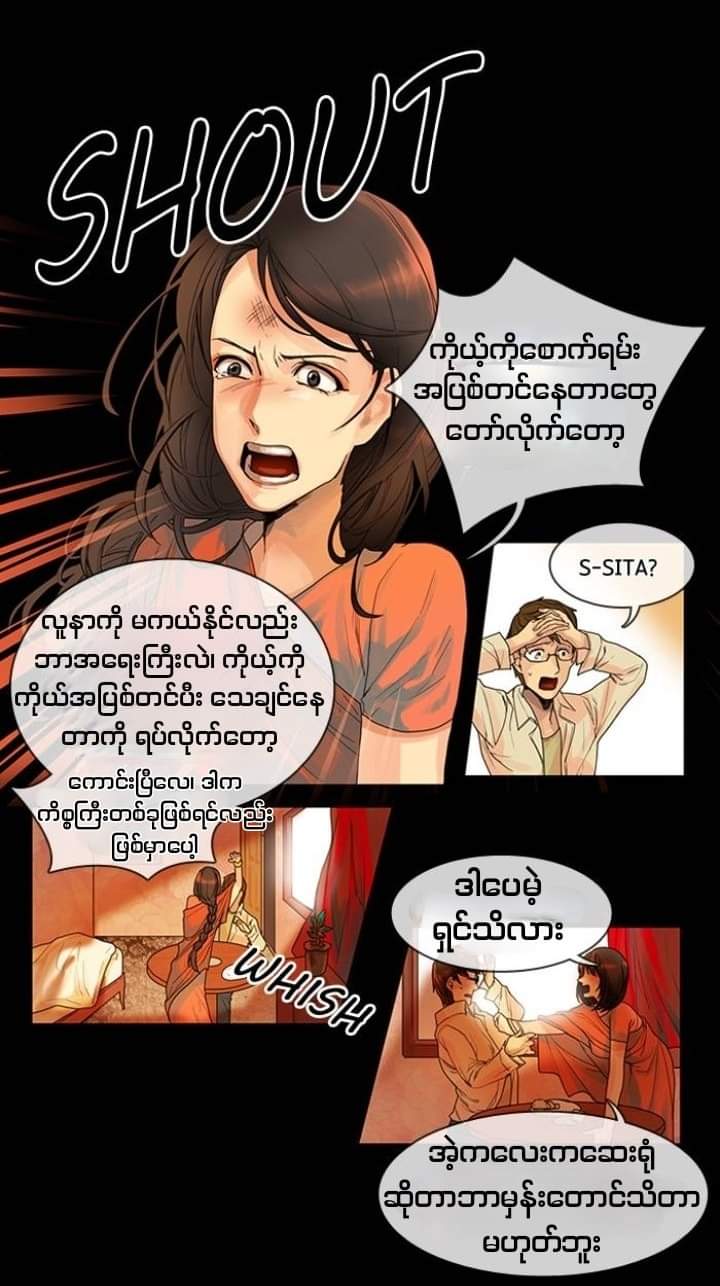 SHOUT
ကိုယ့်ကိုစောက်ရမ်း
အပြစ်တင်နေတာတွေ
တော်လိုက်တော့
S-SITA?
လူနာကို မကယ်နိုင်လည်း
ဘာအရေးကြီးလဲ၊ ကိုယ့်ကို
ကိုယ်အပြစ်တင်ပီး သေချင်နေ
တာကို ရပ်လိုက်တော့
ကောင်းပြီလေ၊ ဒါက
ကိစ္စကြီးတစ်ခုဖြစ်ရင်လည်း
ဖြစ်မှာပေါ့
WHISH
ဒါပေမဲ့
ရှင်သိလား
အဲ့ကလေးကဆေးရုံ
ဆိုတာဘာမှန်းတောင်သိတာ
မဟုတ်ဘူး